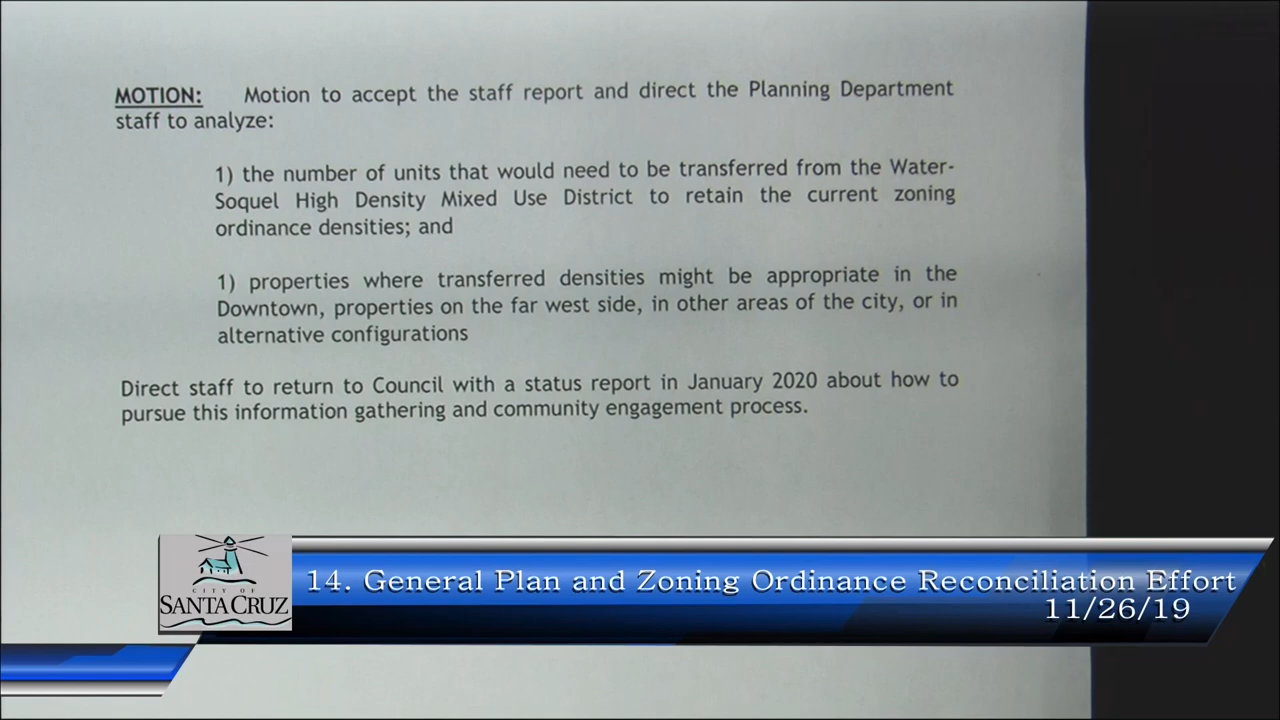 MOTION: Motion to accept the staff report and direct the Planning Department
staff to analyze:
1) the number of units that would need to be transferred from the Water-
Soquel High Density Mixed Use District to retain the current zoning
ordinance densities; and
1) properties where transferred densities might be appropriate in the
Downtown, properties on the far west side, in other areas of the city, or in
alternative configurations
Direct staff to return to Council with a status report in January 2020 about how to
pursue this information gathering and community engagement process.
CITY OF
SANTA CRUZ
14. General Plan and Zoning Ordinance Reconciliation Effort
11/26/19